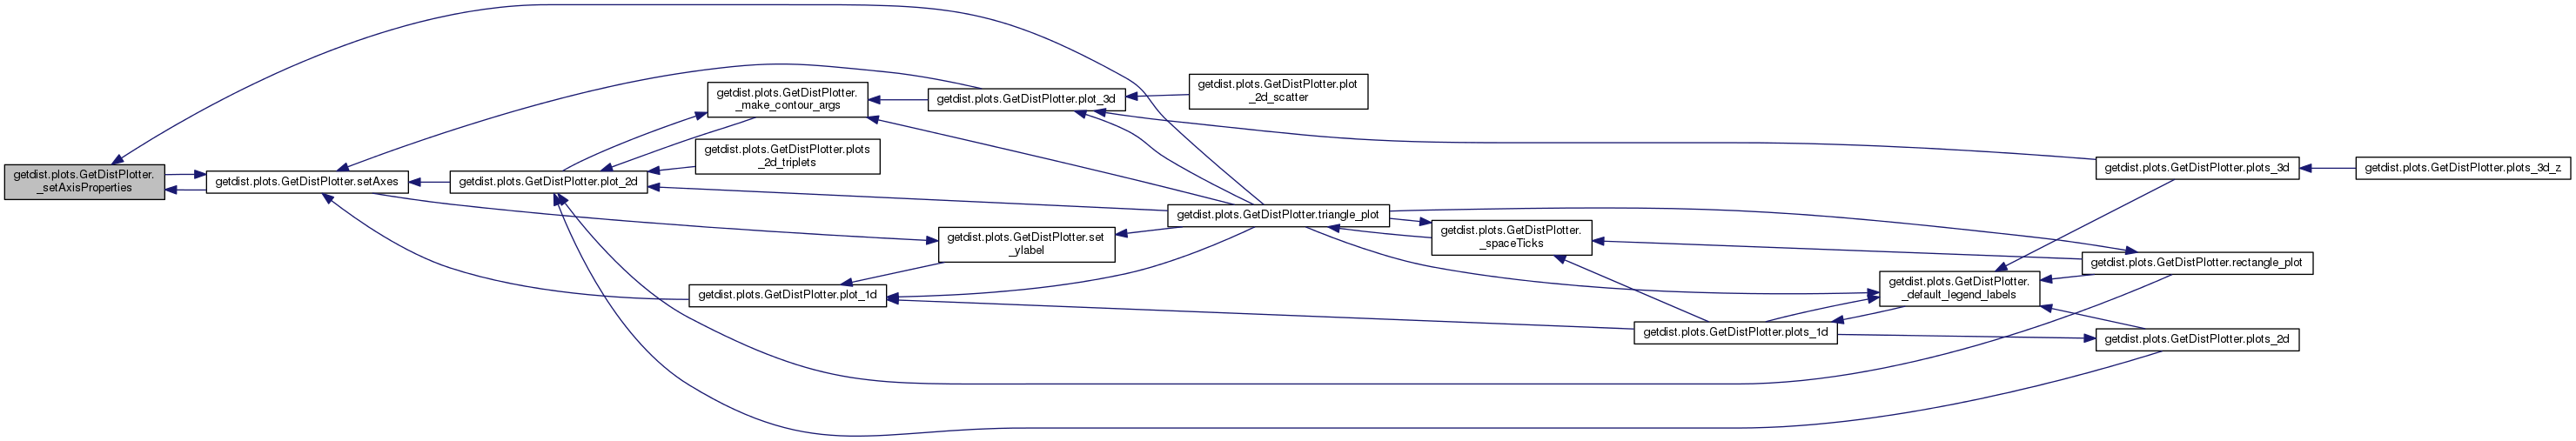 getdist.plots.GetDistPlotter.
_setAxisProperties
getdist.plots.GetDistPlotter.setAxes
getdist.plots.GetDistPlotter.plot_2d
getdist.plots.GetDistPlotter.
_make_contour_args
getdist.plots.GetDistPlotter.plots
_2d_triplets
getdist.plots.GetDistPlotter.plot_1d
getdist.plots.GetDistPlotter.plot_3d
getdist.plots.GetDistPlotter.set
_ylabel
getdist.plots.GetDistPlotter.plot
_2d_scatter
getdist.plots.GetDistPlotter.triangle_plot
getdist.plots.GetDistPlotter.
_spaceTicks
getdist.plots.GetDistPlotter.plots_1d
getdist.plots.GetDistPlotter.
_default_legend_labels
getdist.plots.GetDistPlotter.plots_3d
getdist.plots.GetDistPlotter.rectangle_plot
getdist.plots.GetDistPlotter.plots_2d
getdist.plots.GetDistPlotter.plots_3d_z